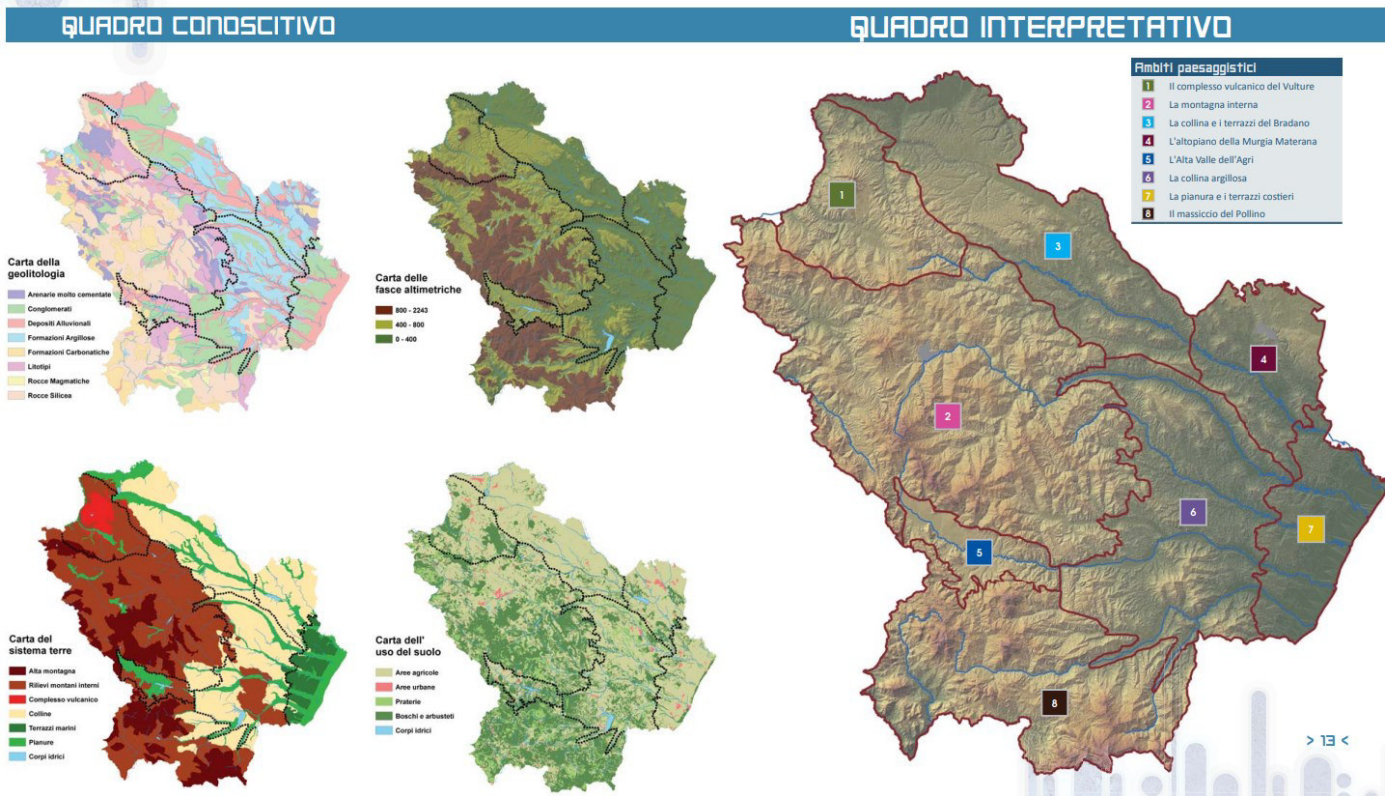 QUADRO CONOSCITIVO
QUADRO INTERPRETATIVO
Carta della
geolitologia
Arenarie molto cementate
Conglomerati
Depositi Alluvionali
Formazioni Argillose
Formazioni Carbonatiche
Litotipi
Rocce Magmatiche
Rocce Silicea
Carta delle
fasce altimetriche
800 - 2243
400 - 800
0 - 400
Carta del
sistema terre
Alta montagna
Rilievi montani interni
Complesso vulcanico
Colline
Terrazzi marini
Pianure
Corpi idrici
Carta dell'
uso del suolo
Aree agricole
Aree urbane
Praterie
Boschi e arbusteti
Corpi idrici
Ambiti paesaggistici
1 Il complesso vulcanico del Vulture
2 La montagna interna
3 La collina e i terrazzi del Bradano
4 L'altopiano della Murgia Materana
5 L'Alta Valle dell'Agri
6 La collina argillosa
7 La pianura e i terrazzi costieri
8 Il massiccio del Pollino
1
3
4
2
6
7
5
8
> 13 <